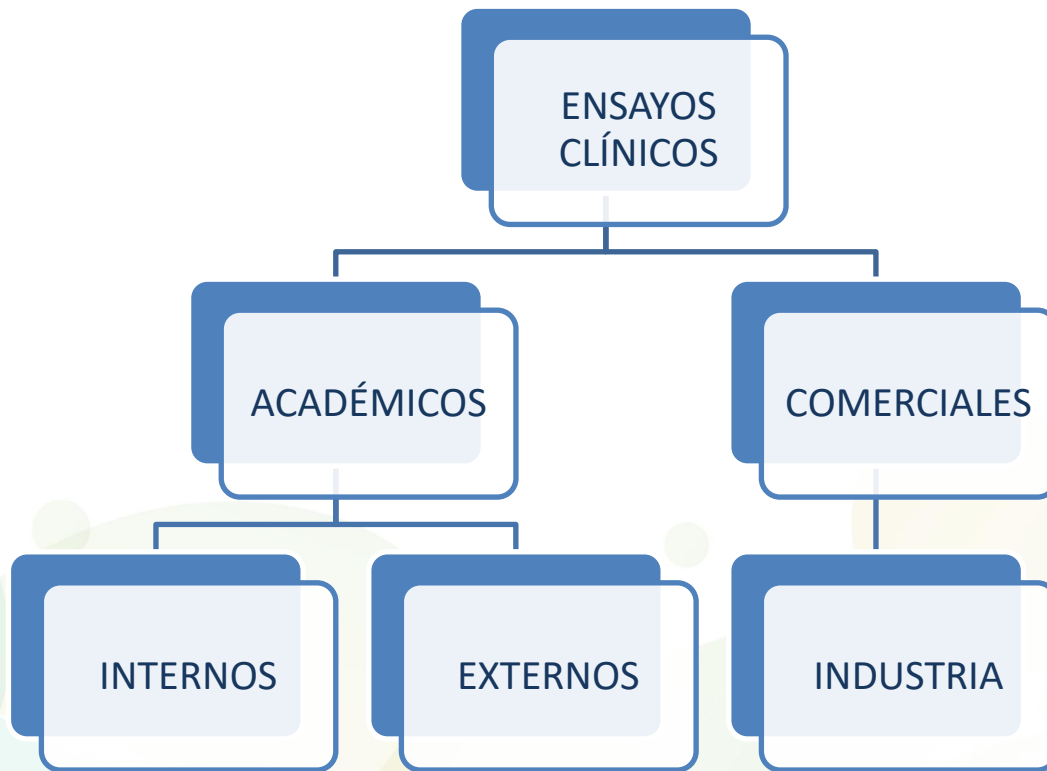 ENSAYOS
CLÍNICOS
ACADÉMICOS
COMERCIALES
INTERNOS
EXTERNOS
INDUSTRIA